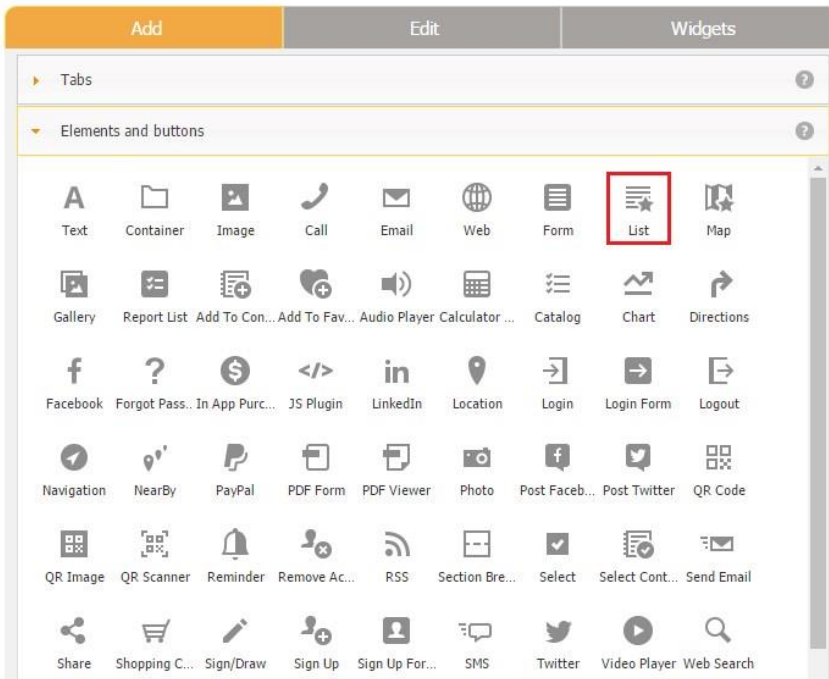 Add Edit Widgets
Tabs
Elements and buttons
Text Container Image Call Email Web Form List Map
Gallery Report List Add To Con... Add To Fav... Audio Player Calculator ... Catalog Chart Directions
Facebook Forgot Pass.. In App Purc... JS Plugin LinkedIn Location Login Login Form Logout
Navigation NearBy PayPal PDF Form PDF Viewer Photo Post Faceb... Post Twitter QR Code
QR Image QR Scanner Reminder Remove Ac... RSS Section Bre... Select Select Cont... Send Email
Share Shopping C... Sign/Draw Sign Up Sign Up For... SMS Twitter Video Player Web Search